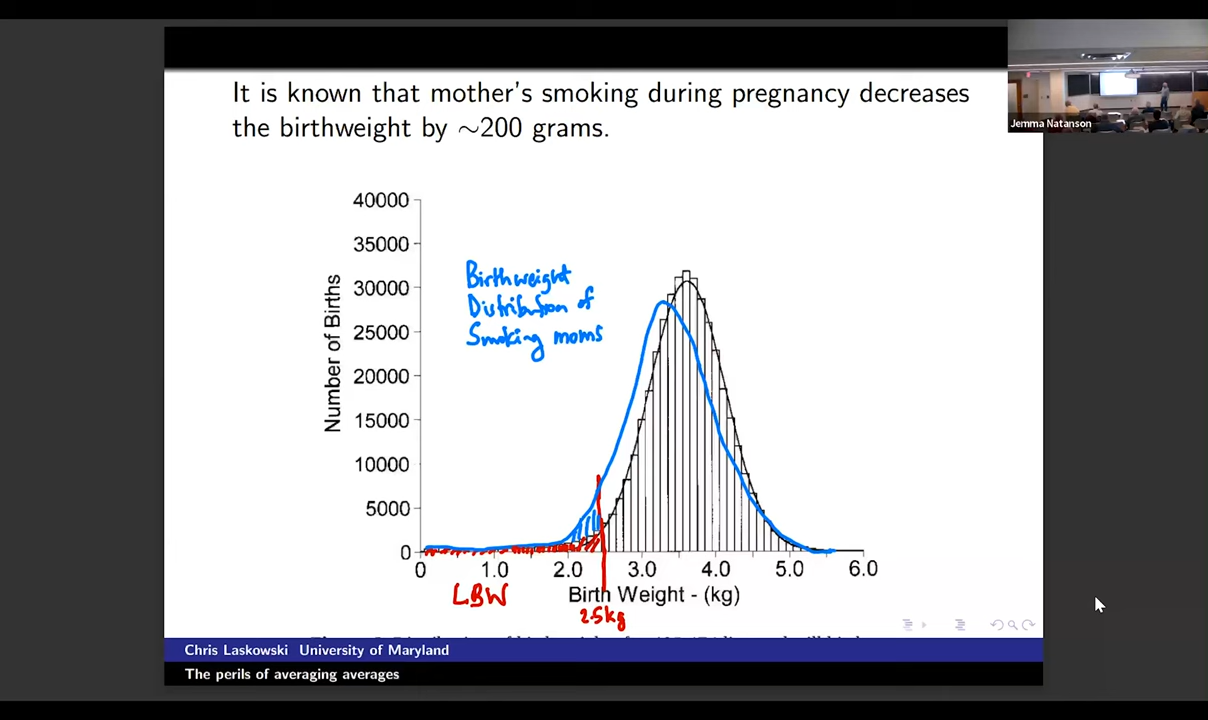 It is known that mother's smoking during pregnancy decreases
the birthweight by ~200 grams.
Jemma Natanson
40000
35000
30000
25000
20000
15000
10000
5000
0
Number of Births
Birthweight
Distribution of
Smoking moms
0 1.0 2.0 3.0 4.0 5.0 6.0
LBW
Birth Weight - (kg)
2.5kg
Chris Laskowski University of Maryland
The perils of averaging averages